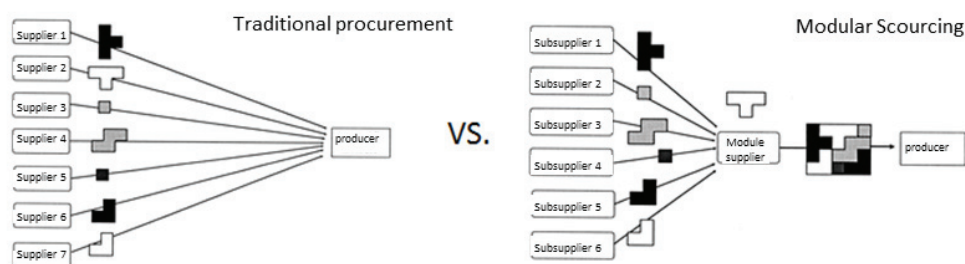 Traditional procurement
Supplier 1
Supplier 2
Supplier 3
Supplier 4
Supplier 5
Supplier 6
Supplier 7
producer
VS.
Modular Scourcing
Subsupplier 1
Subsupplier 2
Subsupplier 3
Subsupplier 4
Subsupplier 5
Subsupplier 6
Module
supplier
producer